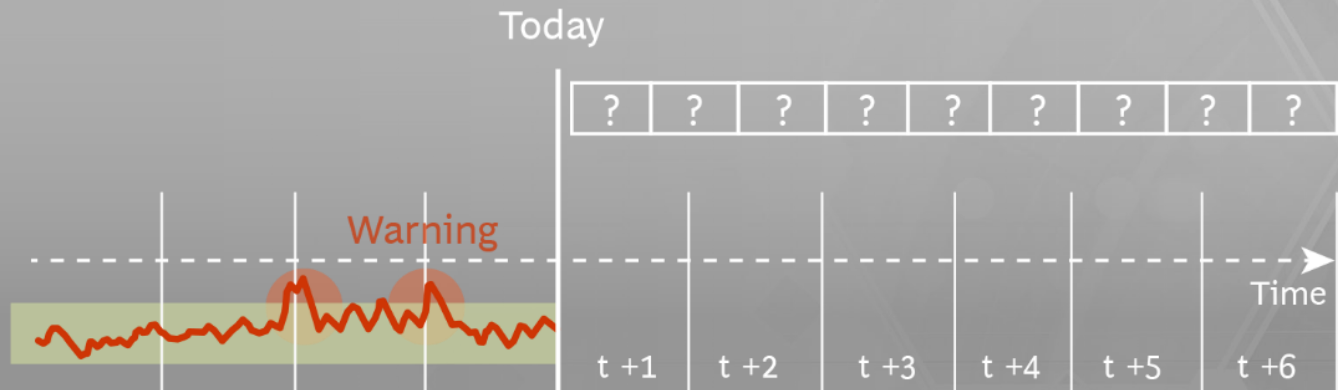 Today
? ? ? ? ? ? ? ? ?
Warning
Time
t +1 t +2 t +3 t +4 t +5 t +6